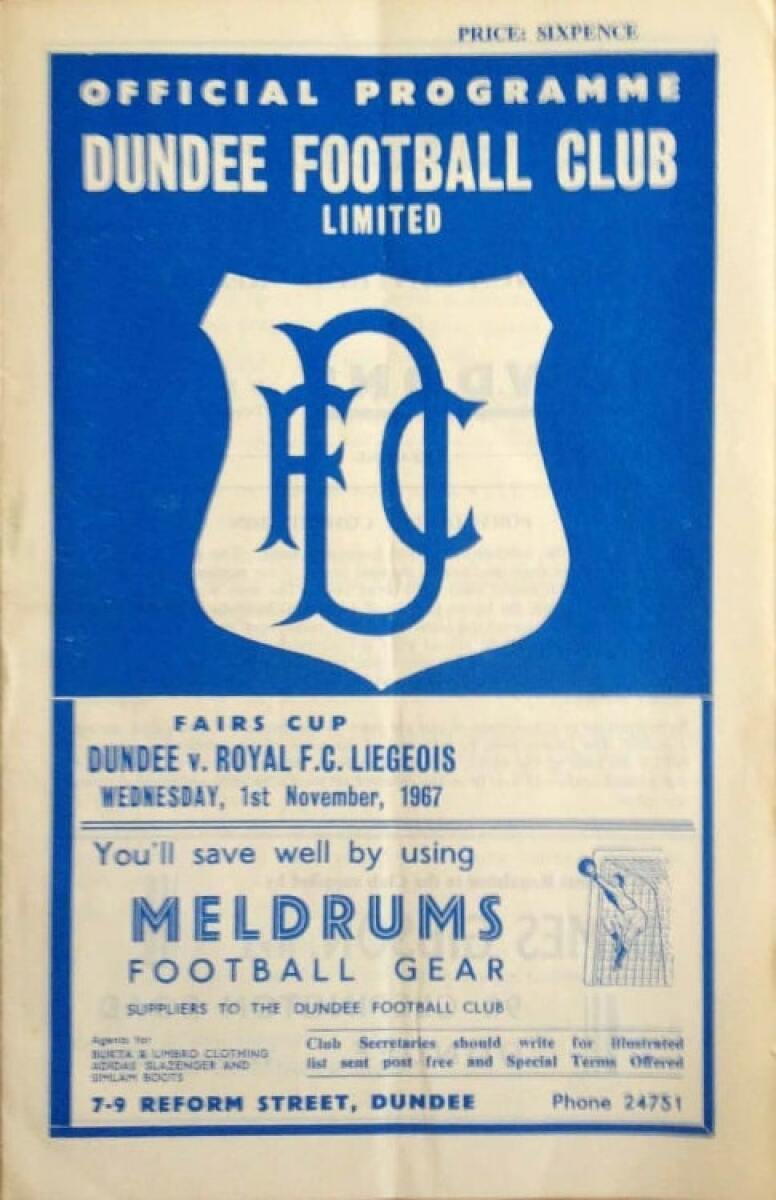 PRICE: SIXPENCE
OFFICIAL PROGRAMME
DUNDEE FOOTBALL CLUB
LIMITED
DFC
FAIRS CUP
DUNDEE v. ROYAL F.C. LIEGEOIS
WEDNESDAY, 1st November, 1967
You'll save well by using
MELDRUMS
FOOTBALL GEAR
SUPPLIERS TO THE DUNDEE FOOTBALL CLUB
Agents for
BUKTA & UMBRO CLOTHING
ADIDAS SLAZENGER AND
SIMLAM BOOTS
Club Secretaries should write for illustrated
list sent post free and Special Terms Offered
7-9 REFORM STREET, DUNDEE
Phone 24751